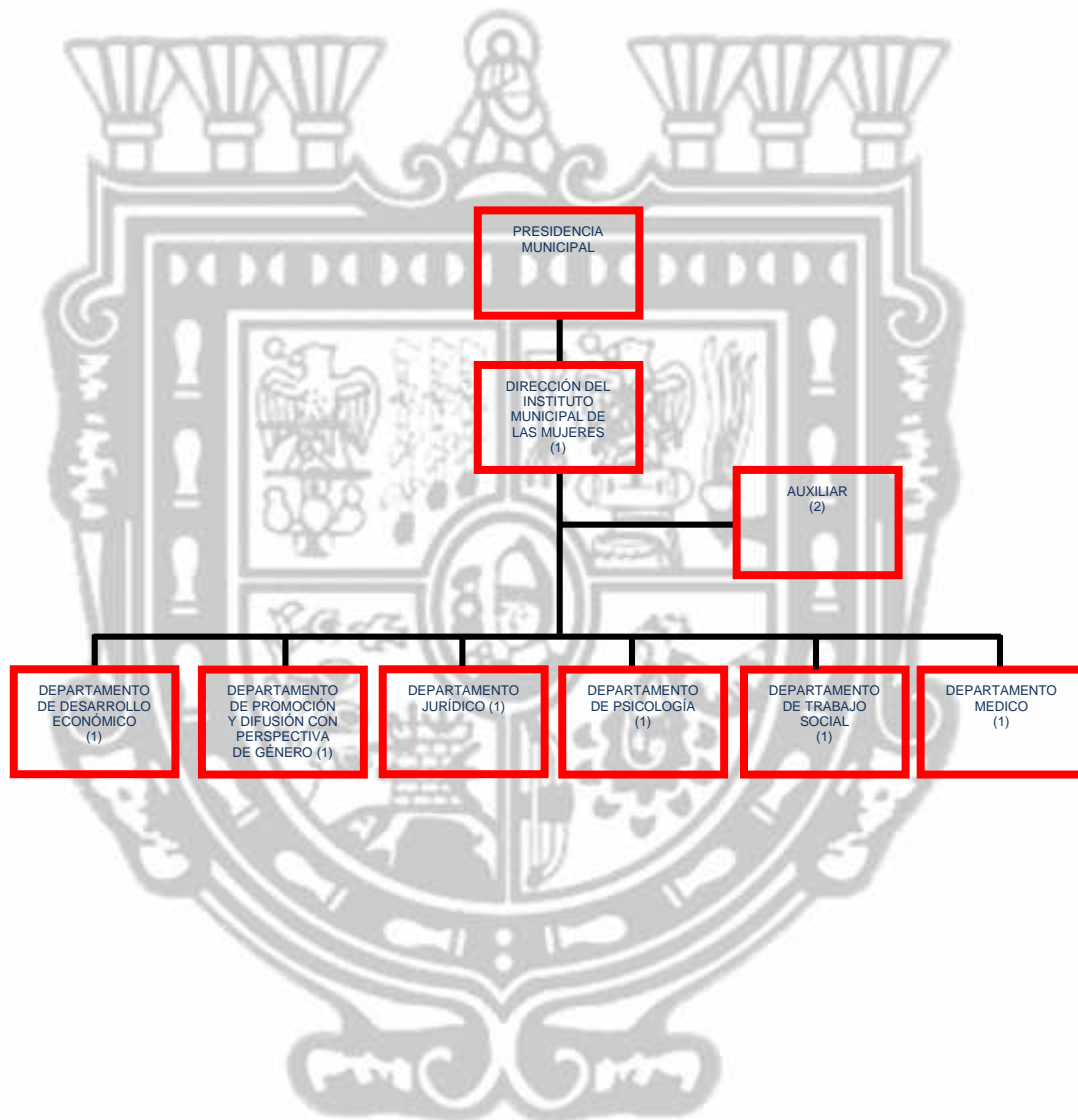 PRESIDENCIA
MUNICIPAL
DIRECCIÓN DEL
INSTITUTO
MUNICIPAL DE
LAS MUJERES
(1)
AUXILIAR
(2)
DEPARTAMENTO
DE DESARROLLO
ECONÓMICO
(1)
DEPARTAMENTO
DE PROMOCIÓN
Y DIFUSIÓN CON
PERSPECTIVA
DE GÉNERO (1)
DEPARTAMENTO
JURÍDICO (1)
DEPARTAMENTO
DE PSICOLOGÍA
(1)
DEPARTAMENTO
DE TRABAJO
SOCIAL
(1)
DEPARTAMENTO
MEDICO
(1)